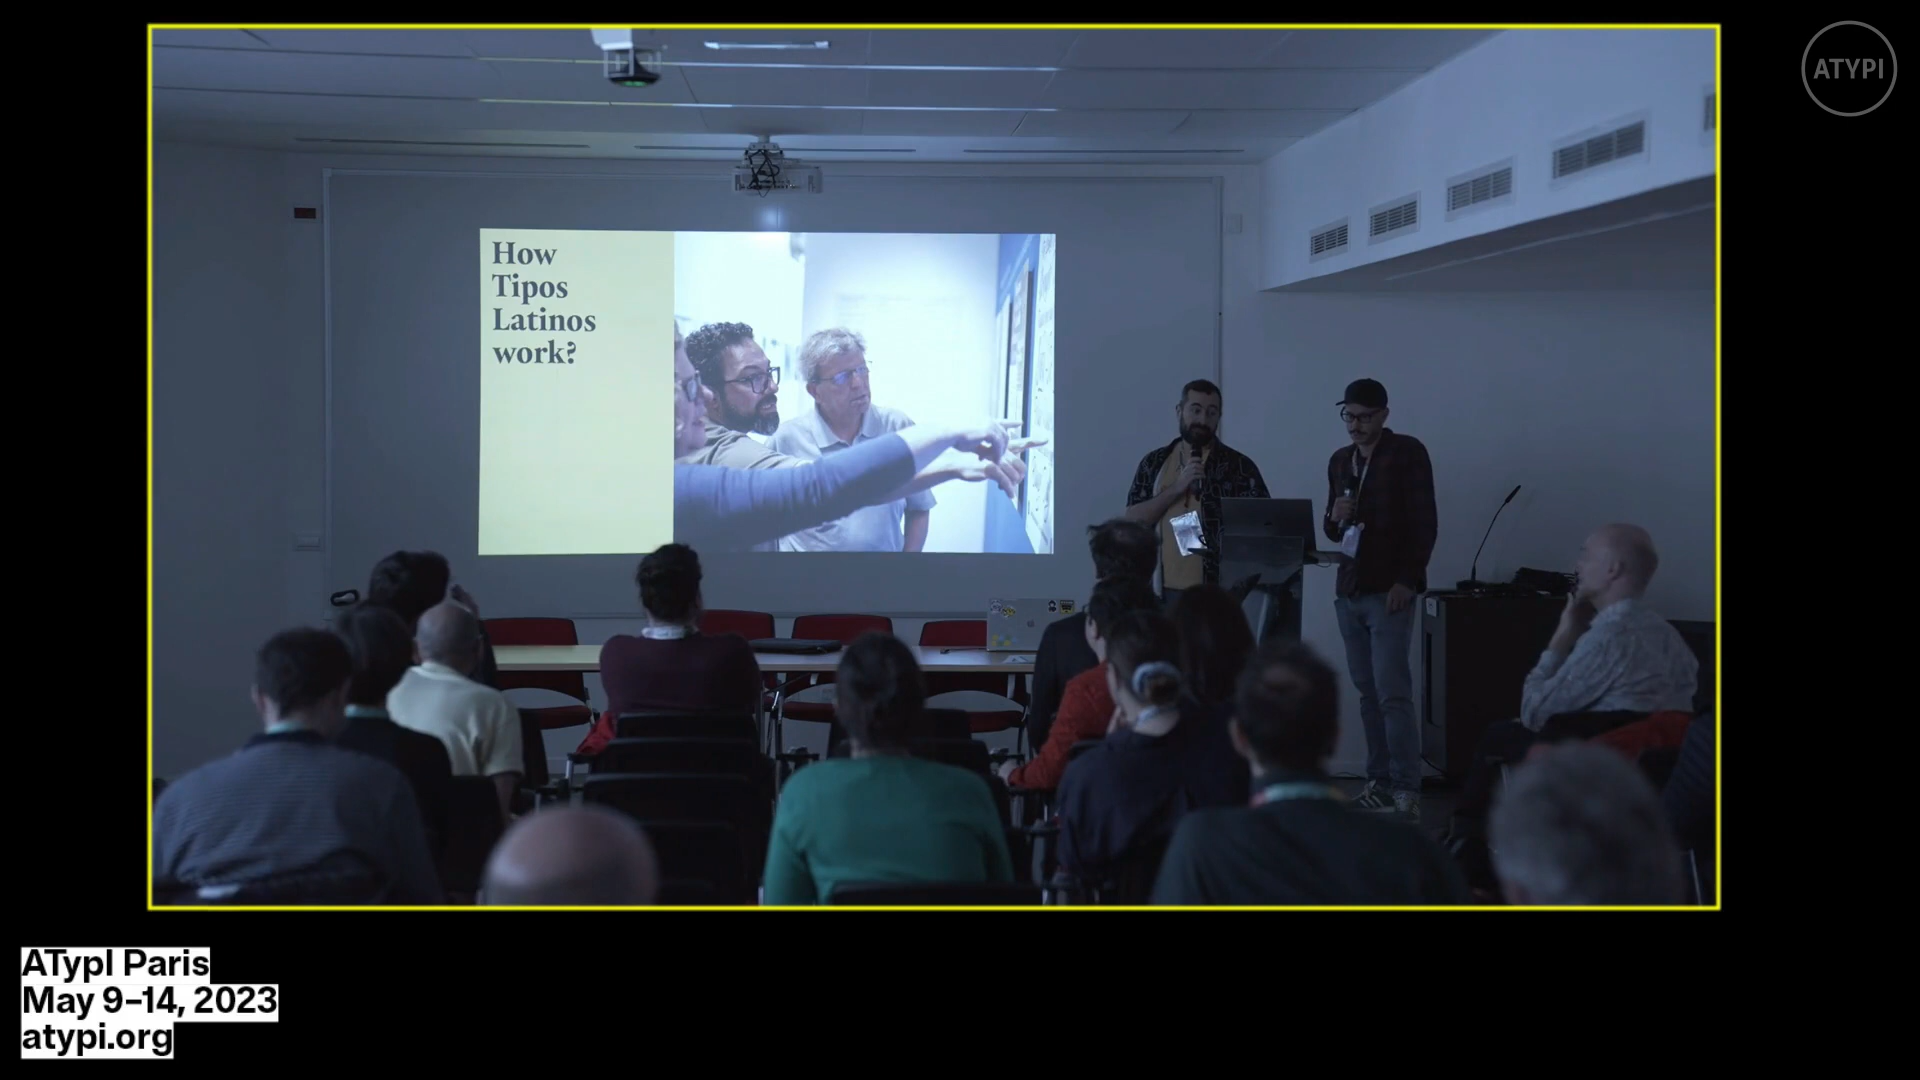 ATYPI
How
Tipos
Latinos
work?
ATypI Paris
May 9–14, 2023
atypi.org